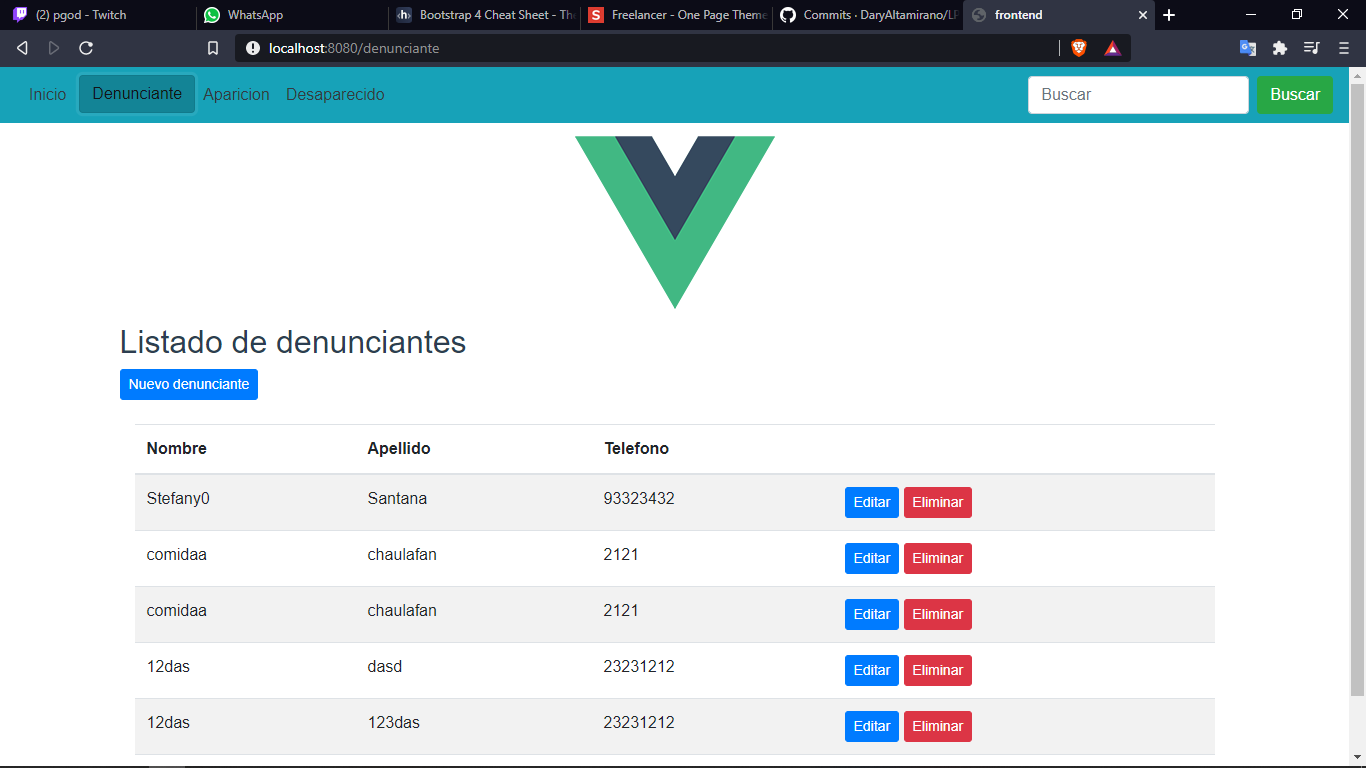 (2) pgod - Twitch WhatsApp Bootstrap 4 Cheat Sheet - Th Freelancer - One Page Theme Commits · DaryAltamirano/LP frontend
localhost:8080/denunciante
Inicio Denunciante Aparicion Desaparecido Buscar Buscar
Listado de denunciantes
Nuevo denunciante
Nombre Apellido Telefono
Stefany0 Santana 93323432 Editar Eliminar
comidaa chaulafan 2121 Editar Eliminar
comidaa chaulafan 2121 Editar Eliminar
12das dasd 23231212 Editar Eliminar
12das 123das 23231212 Editar Eliminar